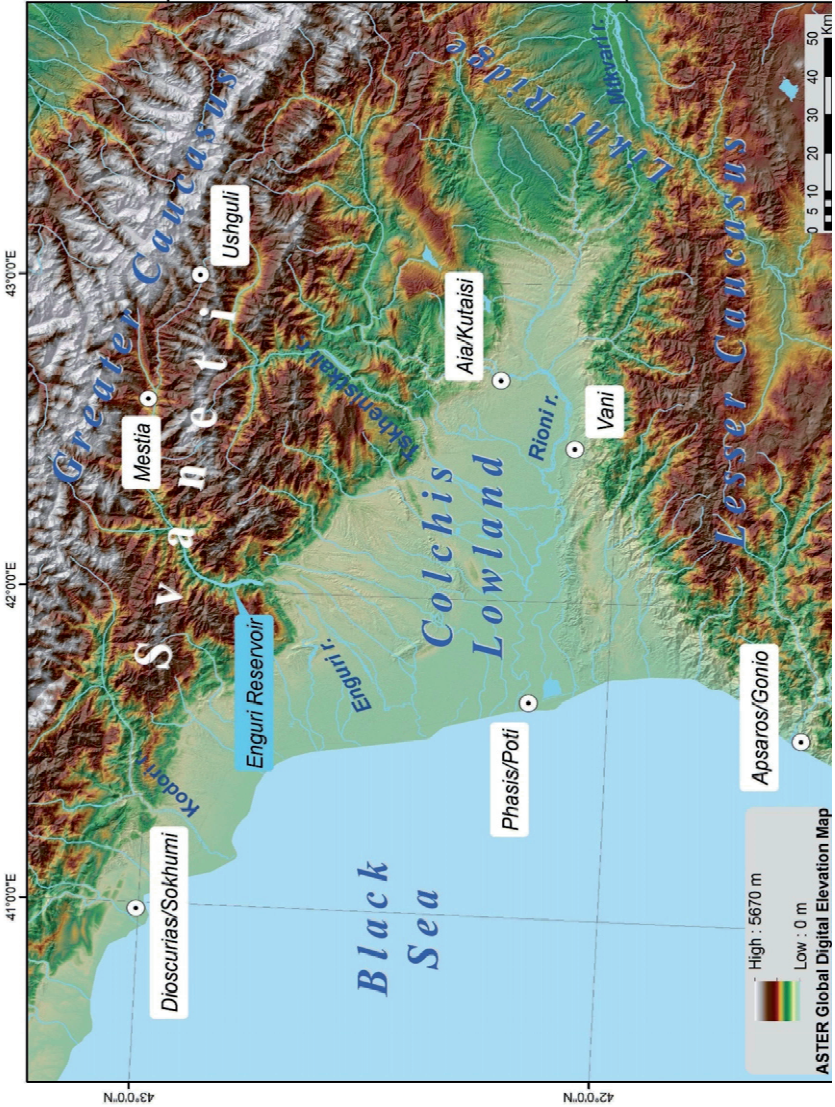 41°0'0"E
42°0'0"E
43°0'0"E
43°0'0"N
42°0'0"N
Greater Caucasus
Svaneti
Mestia
Ushguli
Dioscurias/Sokhumi
Kodori r.
Enguri Reservoir
Enguri r.
Tskhenistkali r.
Colchis
Lowland
Aia/Kutaisi
Rioni r.
Vani
Phasis/Poti
Black
Sea
Likhi Ridge
Mtkvari r.
Lesser Caucasus
Apsaros/Gonio
High : 5670 m
Low : 0 m
ASTER Global Digital Elevation Map
0 5 10 20 30 40 50
Km